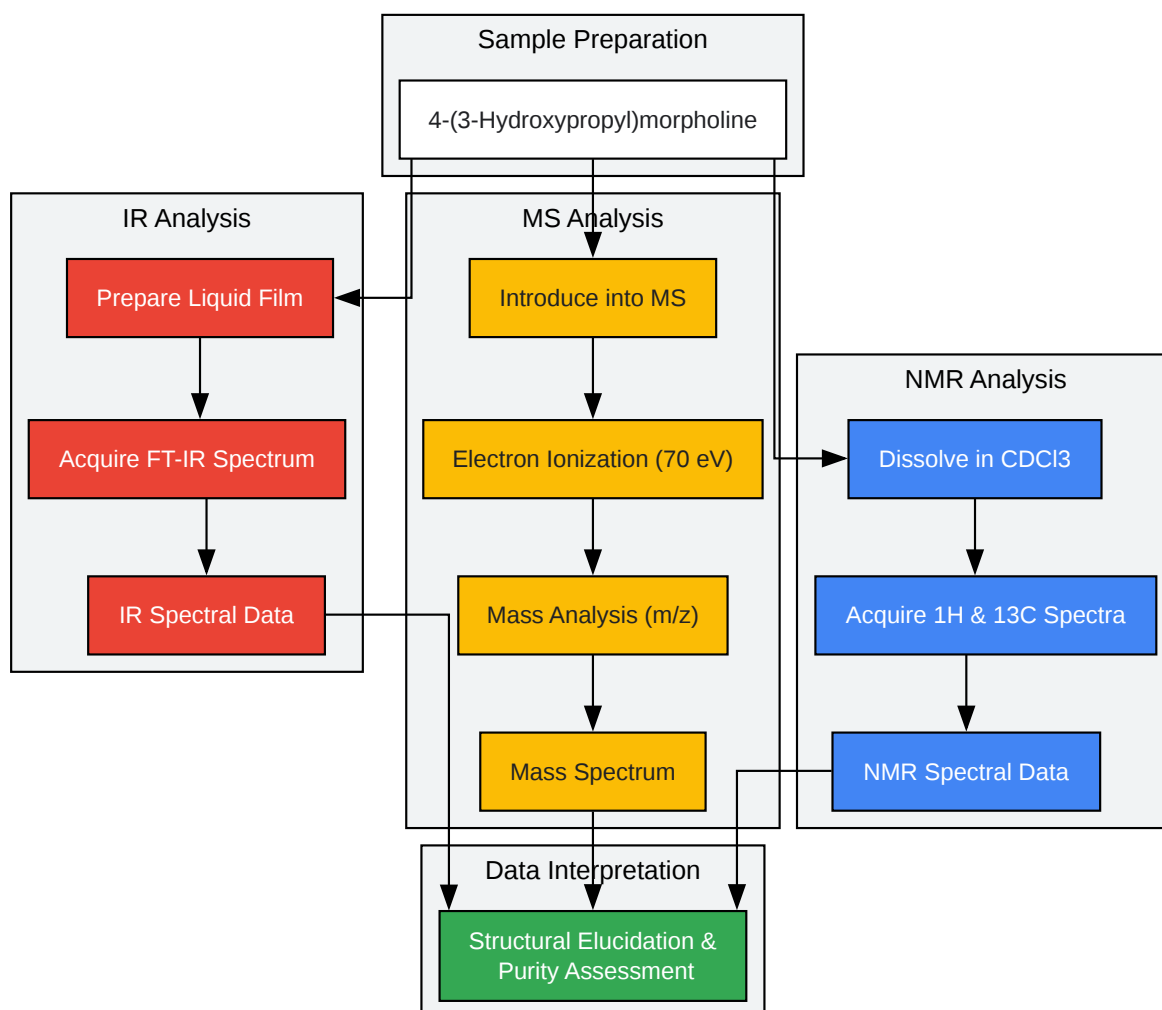 Sample Preparation
4-(3-Hydroxypropyl)morpholine
IR Analysis
Prepare Liquid Film
Acquire FT-IR Spectrum
IR Spectral Data
MS Analysis
Introduce into MS
Electron Ionization (70 eV)
Mass Analysis (m/z)
Mass Spectrum
NMR Analysis
Dissolve in CDCl3
Acquire 1H & 13C Spectra
NMR Spectral Data
Data Interpretation
Structural Elucidation &
Purity Assessment